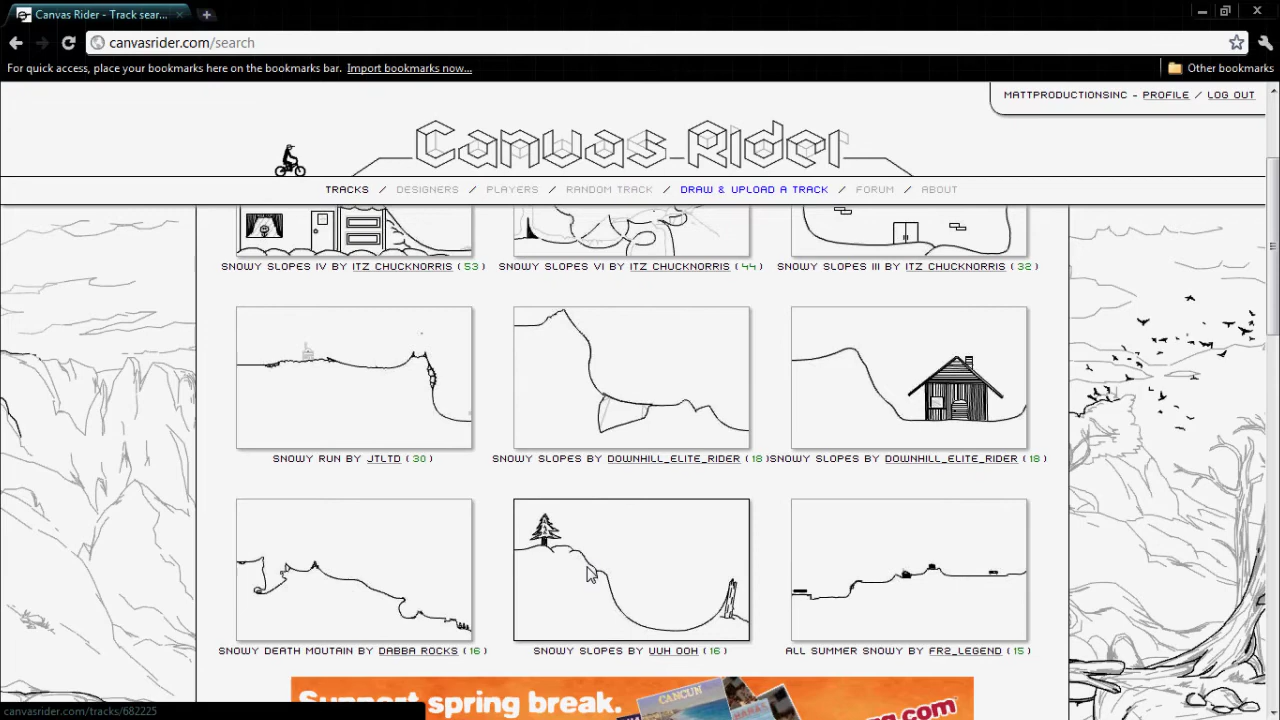 Canvas Rider - Track sear...
canvasrider.com/search
For quick access, place your bookmarks here on the bookmarks bar. Import bookmarks now...
Other bookmarks
MATTPRODUCTIONSINC - PROFILE / LOG OUT
Canvas Rider
TRACKS / DESIGNERS / PLAYERS / RANDOM TRACK / DRAW & UPLOAD A TRACK / FORUM / ABOUT
SNOWY SLOPES IV BY ITZ CHUCKNORRIS ( 53 )
SNOWY SLOPES VI BY ITZ CHUCKNORRIS ( 44 )
SNOWY SLOPES III BY ITZ CHUCKNORRIS ( 32 )
SNOWY RUN BY JTLTD ( 30 )
SNOWY SLOPES BY DOWNHILL_ELITE_RIDER ( 18 )
SNOWY SLOPES BY DOWNHILL_ELITE_RIDER ( 18 )
SNOWY DEATH MOUTAIN BY DABBA ROCKS ( 16 )
SNOWY SLOPES BY UUH OOH ( 16 )
ALL SUMMER SNOWY BY FR2_LEGEND ( 15 )
Support spring break.
CANCUN
canvasrider.com/tracks/682225